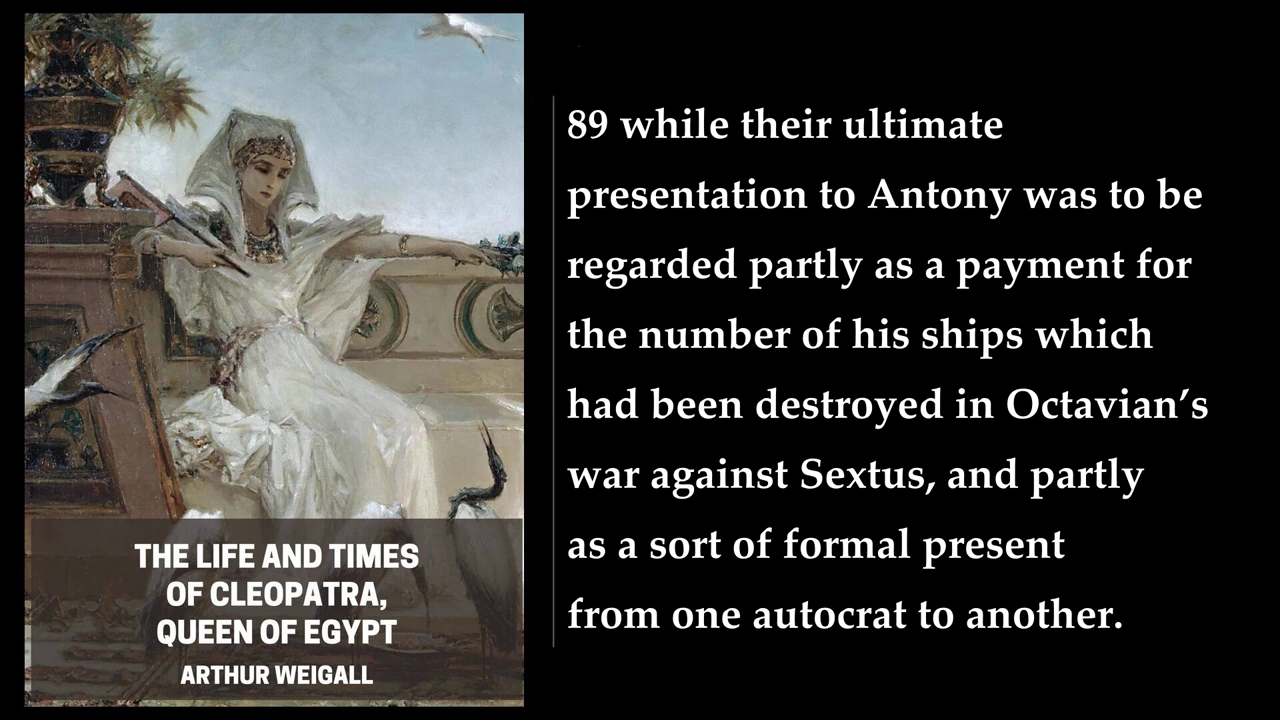 THE LIFE AND TIMES
OF CLEOPATRA,
QUEEN OF EGYPT
ARTHUR WEIGALL
89 while their ultimate
presentation to Antony was to be
regarded partly as a payment for
the number of his ships which
had been destroyed in Octavian’s
war against Sextus, and partly
as a sort of formal present
from one autocrat to another.